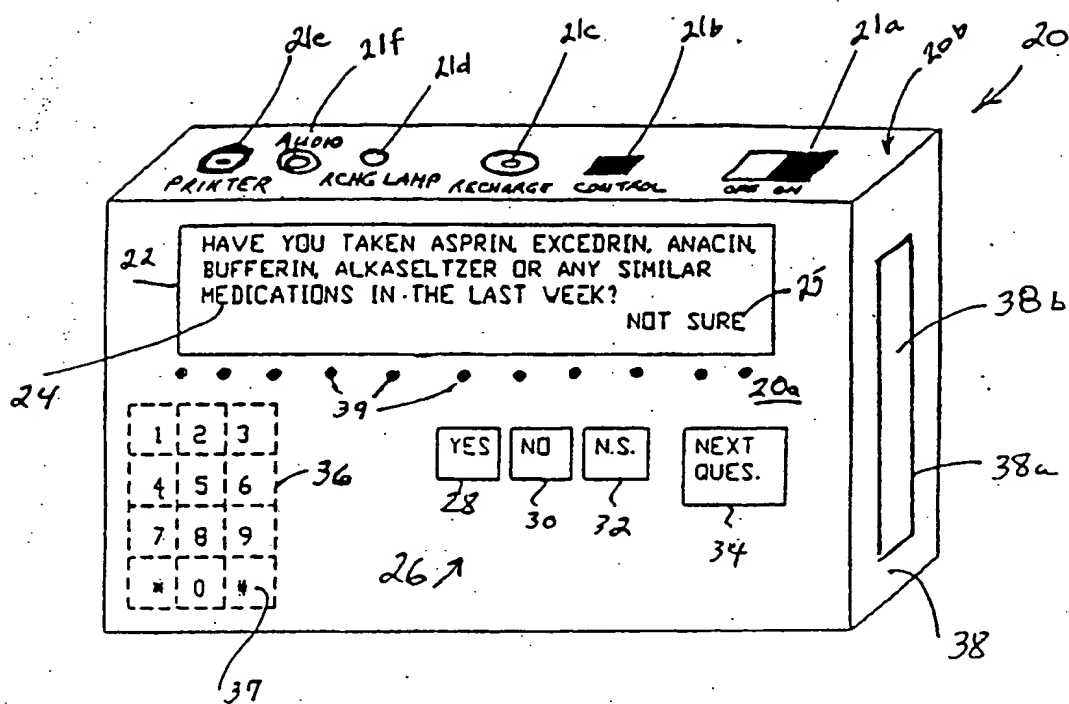 21e 21f 21d 21c 21b 21a 20b 20
AUDIO
PRINTER RCHG LAMP RECHARGE CONTROL OFF ON
22
HAVE YOU TAKEN ASPRIN, EXCEDRIN, ANACIN,
BUFFERIN, ALKASELTZER OR ANY SIMILAR
MEDICATIONS IN THE LAST WEEK?
25
NOT SURE
38b
24
39
20a
1 2 3
YES NO N.S. NEXT
QUES.
4 5 6
36
38a
28 30 32 34
7 8 9
26
* 0 #
38
37